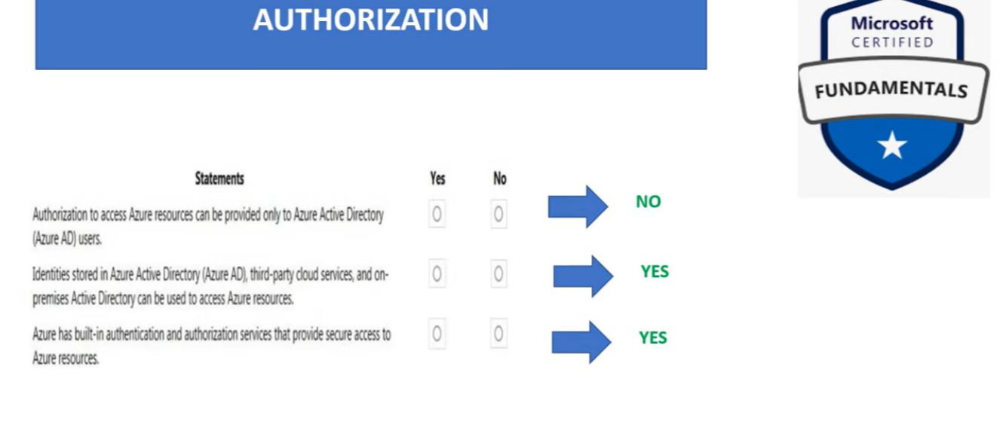 AUTHORIZATION
Microsoft
CERTIFIED
FUNDAMENTALS
Statements Yes No
Authorization to access Azure resources can be provided only to Azure Active Directory
(Azure AD) users.
NO
Identities stored in Azure Active Directory (Azure AD), third-party cloud services, and on-
premises Active Directory can be used to access Azure resources.
YES
Azure has built-in authentication and authorization services that provide secure access to
Azure resources.
YES